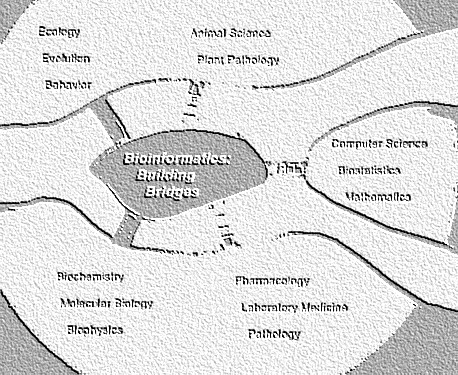 Ecology
Evolution
Behavior
Animal Science
Plant Pathology
Bioinformatics:
Building
Bridges
Computer Science
Biostatistics
Mathematics
Biochemistry
Molecular Biology
Biophysics
Pharmacology
Laboratory Medicine
Pathology